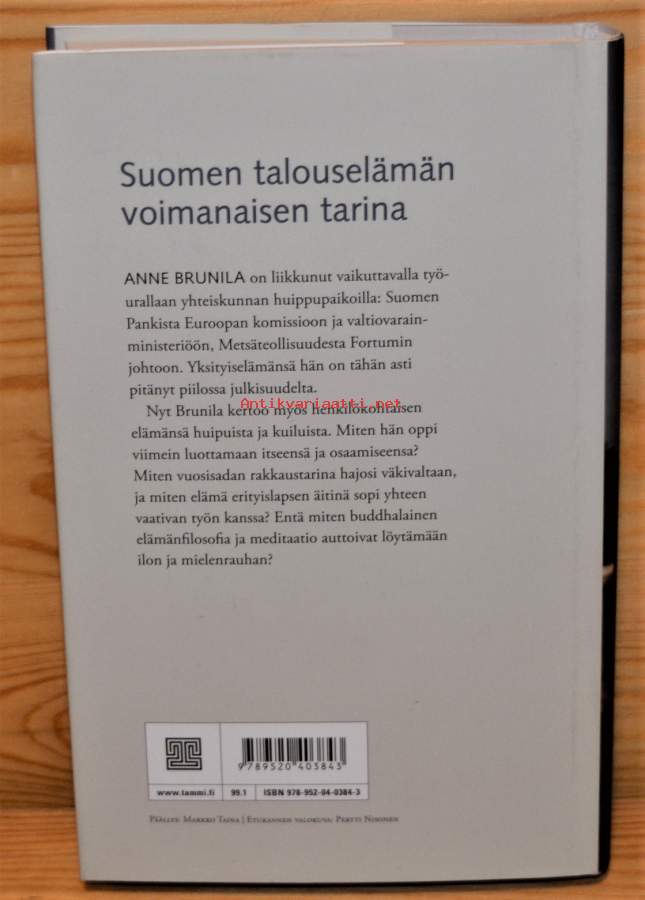 Suomen talouselämän
voimanaisen tarina
ANNE BRUNILA on liikkunut vaikuttavalla työ-
urallaan yhteiskunnan huippupaikoilla: Suomen
Pankista Euroopan komissioon ja valtiovarain-
ministeriöön, Metsäteollisuudesta Fortumin
johtoon. Yksityiselämänsä hän on tähän asti
pitänyt piilossa julkisuudelta.
Antikvariaatti.net
Nyt Brunila kertoo myös henkilökohtaisen
elämänsä huipuista ja kuiluista. Miten hän oppi
viimein luottamaan itseensä ja osaamiseensa?
Miten vuosisadan rakkaustarina hajosi väkivaltaan,
ja miten elämä erityislapsen äitinä sopi yhteen
vaativan työn kanssa? Entä miten buddhalainen
elämänfilosofia ja meditaatio auttoivat löytämään
ilon ja mielenrauhan?
9 789520 403843
www.tammi.fi 99.1 ISBN 978-952-04-0384-3
Päällys: Markko Taina | Etukannen valokuva: Pertti Nisonen